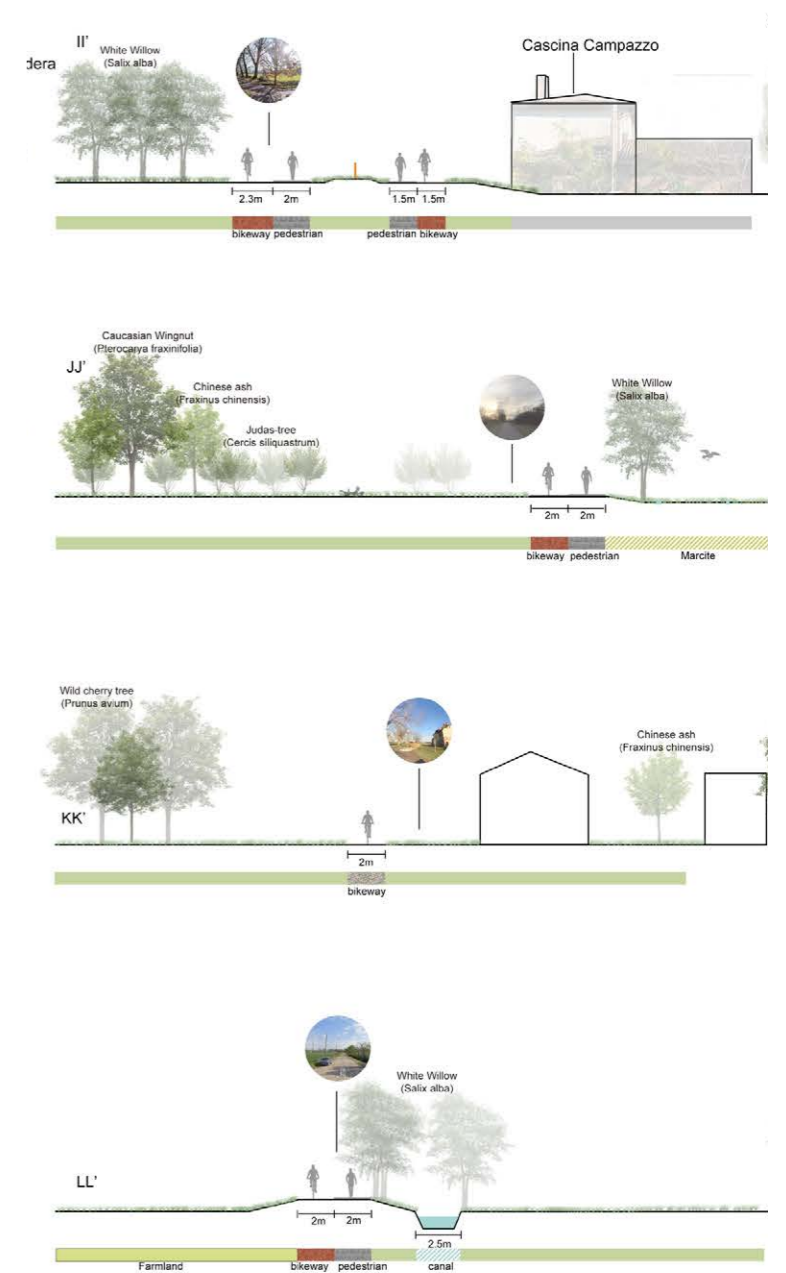 II'
White Willow
(Salix alba)
dera
Cascina Campazzo
2.3m 2m 1.5m 1.5m
bikeway pedestrian pedestrian bikeway
Caucasian Wingnut
(Pterocarya fraxinifolia)
JJ'
Chinese ash
(Fraxinus chinensis)
White Willow
(Salix alba)
Judas-tree
(Cercis siliquastrum)
2m 2m
bikeway pedestrian Marcite
Wild cherry tree
(Prunus avium)
Chinese ash
(Fraxinus chinensis)
KK'
2m
bikeway
White Willow
(Salix alba)
LL'
2m 2m
2.5m
Farmland bikeway pedestrian canal